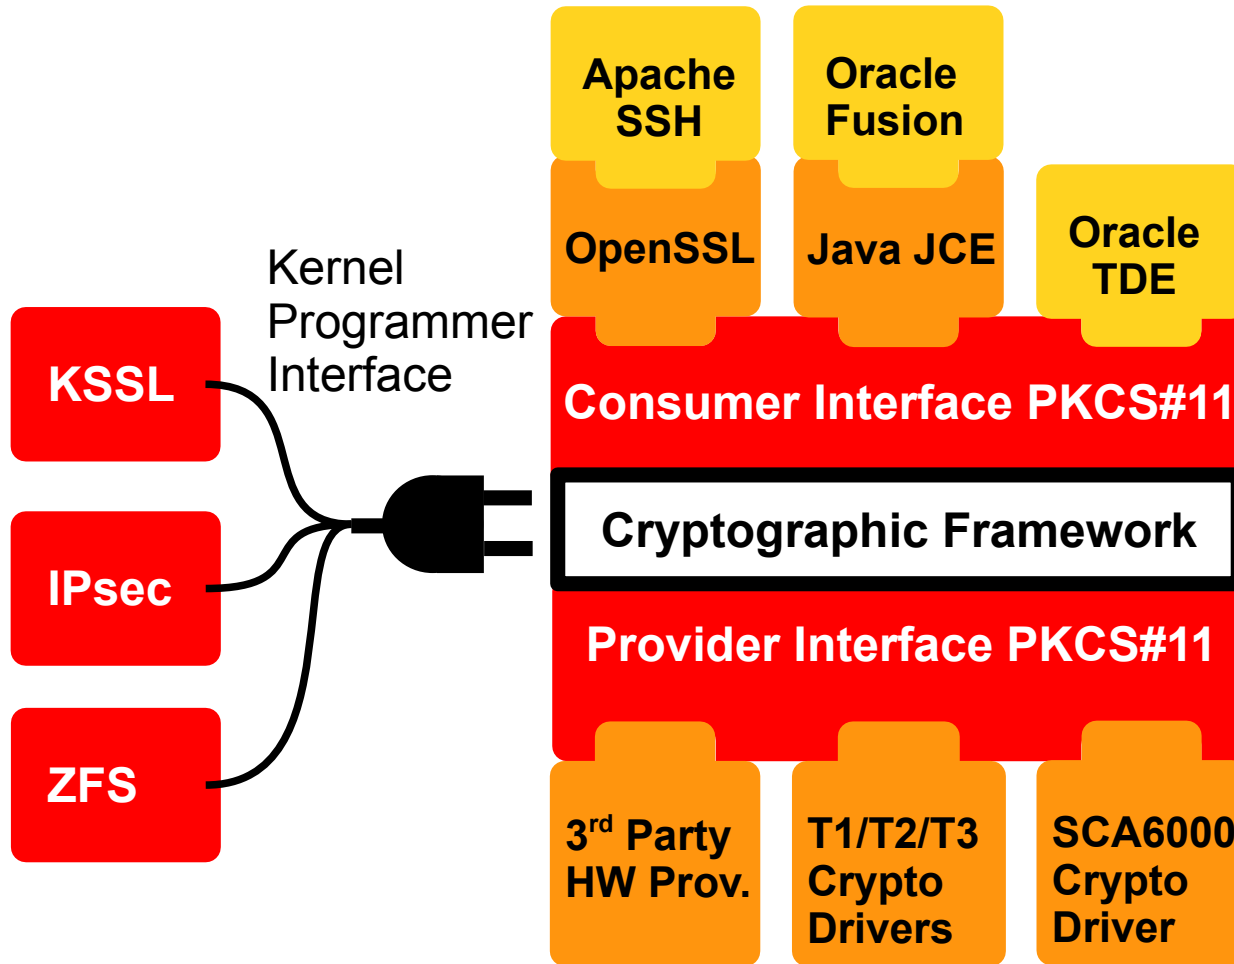 Apache
SSH
Oracle
Fusion
OpenSSL
Java JCE
Oracle
TDE
Kernel
Programmer
Interface
KSSL
IPsec
ZFS
Consumer Interface PKCS#11
Cryptographic Framework
Provider Interface PKCS#11
3rd Party
HW Prov.
T1/T2/T3
Crypto
Drivers
SCA6000
Crypto
Driver